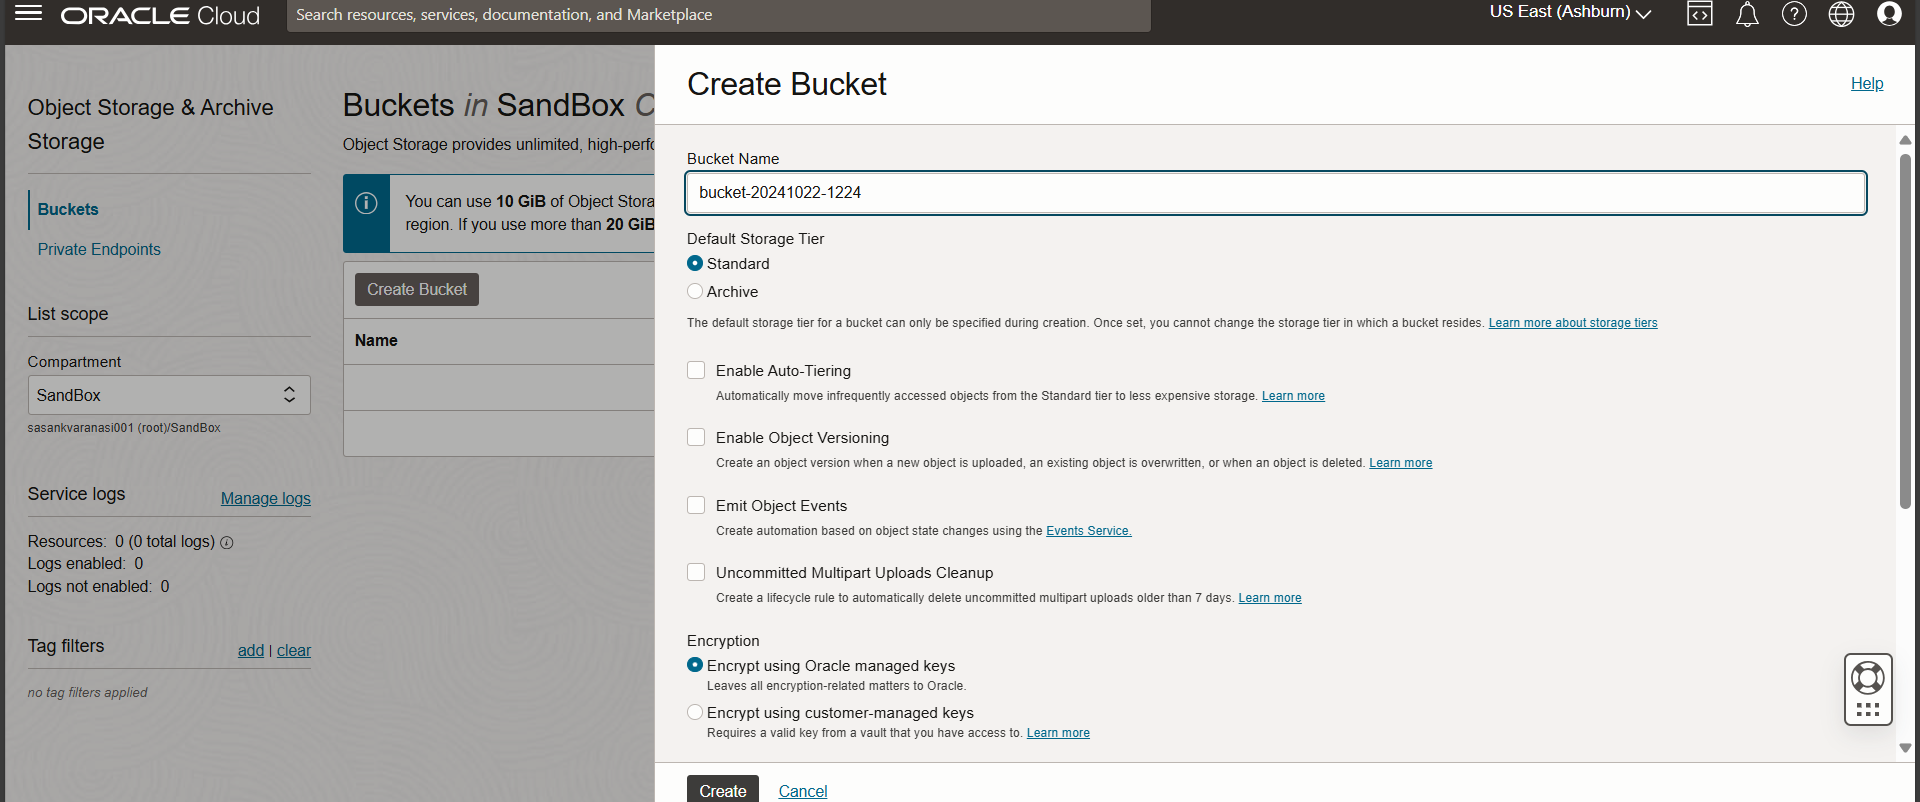 ORACLE Cloud
Search resources, services, documentation, and Marketplace
US East (Ashburn)
Object Storage & Archive
Storage
Buckets
Private Endpoints
List scope
Compartment
SandBox
sasankvaranasi001 (root)/SandBox
Service logs
Manage logs
Resources: 0 (0 total logs)
Logs enabled: 0
Logs not enabled: 0
Tag filters
add | clear
no tag filters applied
Buckets in SandBox C
Object Storage provides unlimited, high-perfo
You can use 10 GiB of Object Stora
region. If you use more than 20 GiB
Create Bucket
Name
Create Bucket
Help
Bucket Name
bucket-20241022-1224
Default Storage Tier
Standard
Archive
The default storage tier for a bucket can only be specified during creation. Once set, you cannot change the storage tier in which a bucket resides. Learn more about storage tiers
Enable Auto-Tiering
Automatically move infrequently accessed objects from the Standard tier to less expensive storage. Learn more
Enable Object Versioning
Create an object version when a new object is uploaded, an existing object is overwritten, or when an object is deleted. Learn more
Emit Object Events
Create automation based on object state changes using the Events Service.
Uncommitted Multipart Uploads Cleanup
Create a lifecycle rule to automatically delete uncommitted multipart uploads older than 7 days. Learn more
Encryption
Encrypt using Oracle managed keys
Leaves all encryption-related matters to Oracle.
Encrypt using customer-managed keys
Requires a valid key from a vault that you have access to. Learn more
Create
Cancel